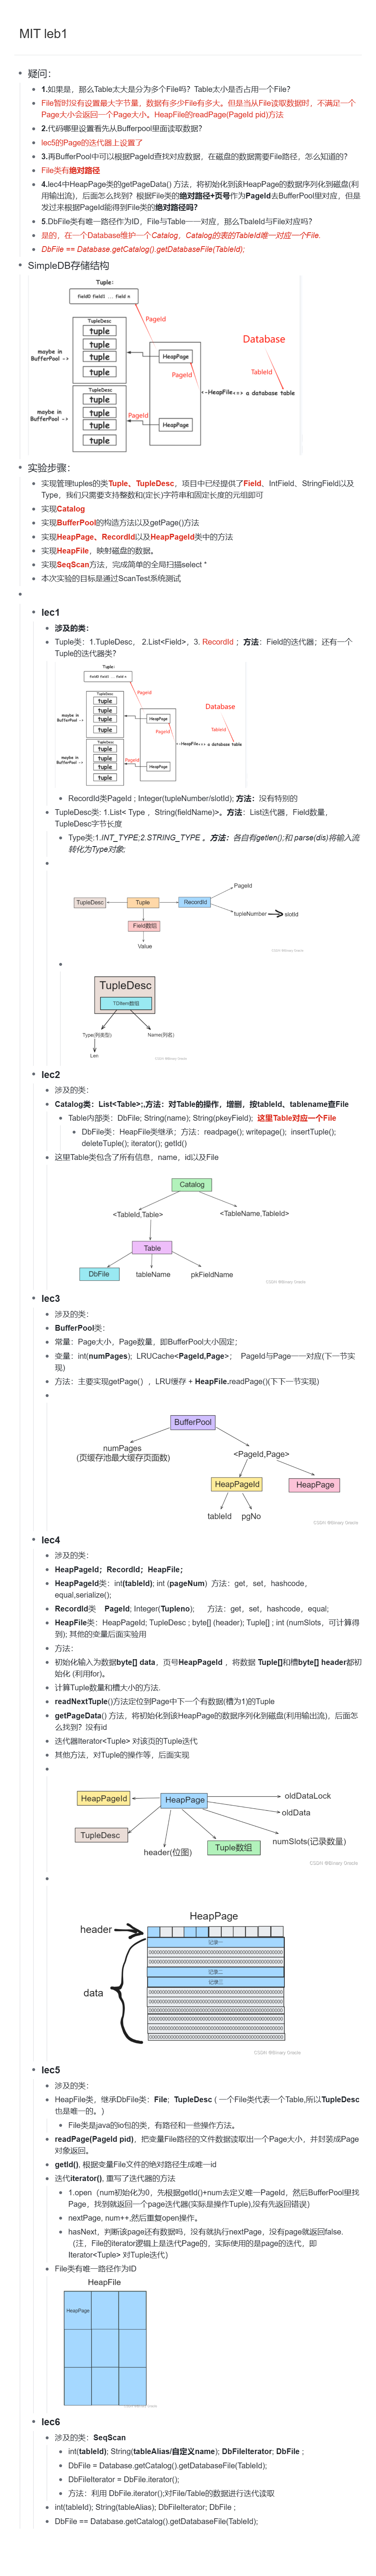 MIT leb1
疑问：
1.如果是，那么Table太大是分为多个File吗？Table太小是否占用一个File?
File暂时没有设置最大字节量，数据有多少File有多大。但是当从File读取数据时，不满足一个
Page大小会返回一个Page大小。HeapFile的readPage(PageId pid)方法
2.代码哪里设置着先从Bufferpool里面读取数据?
lec5的Page的迭代器上设置了
3.再BufferPool中可以根据PageId查找对应数据，在磁盘的数据需要File路径，怎么知道的?
File类有绝对路径
4.lec4中HeapPage类的getPageData() 方法，将初始化到该HeapPage的数据序列化到磁盘(利
用输出流)，后面怎么找到？根据File类的绝对路径+页号作为PageId去BufferPool里对应，但是
发过来根据PageId能得到File类的绝对路径吗?
5.DbFile类有唯一路径作为ID，File与Table一一对应，那么TbaleId与File对应吗?
是的，在一个Database维护一个Catalog，Catalog的表的TableId唯一对应一个File.
DbFile == Database.getCatalog().getDatabaseFile(TableId);
SimpleDB存储结构
Tuple:
field0 field1 ... field n
PageId
TupleDesc
tuple
tuple
tuple
tuple
maybe in
BufferPool ->
HeapPage
PageId
Database
TableId
<-HeapFile==> a database table
TupleDesc
tuple
tuple
tuple
tuple
maybe in
BufferPool ->
PageId
HeapPage
实验步骤：
实现管理tuples的类Tuple、TupleDesc，项目中已经提供了Field、IntField、StringField以及
Type，我们只需要支持整数和(定长)字符串和固定长度的元组即可
实现Catalog
实现BufferPool的构造方法以及getPage()方法
实现HeapPage、RecordId以及HeapPageId类中的方法
实现HeapFile，映射磁盘的数据。
实现SeqScan方法，完成简单的全局扫描select *
本次实验的目标是通过ScanTest系统测试
lec1
涉及的类：
Tuple类：1.TupleDesc， 2.List<Field>，3. RecordId ；方法：Field的迭代器；还有一个
Tuple的迭代器类?
Tuple:
field0 field1 ... field n
PageId
TupleDesc
tuple
tuple
tuple
tuple
maybe in
BufferPool ->
HeapPage
PageId
Database
TableId
<-HeapFile==> a database table
TupleDesc
tuple
tuple
tuple
tuple
maybe in
BufferPool ->
PageId
HeapPage
RecordId类PageId ; Integer(tupleNumber/slotId); 方法：没有特别的
TupleDesc类: 1.List< Type ，String(fieldName)>。方法：List迭代器，Field数量，
TupleDesc字节长度
Type类:1.INT_TYPE;2.STRING_TYPE 。方法：各自有getlen();和 parse(dis)将输入流
转化为Type对象;
PageId
TupleDesc
Tuple
RecordId
tupleNumber
slotId
Field数组
Value
TupleDesc
TDItem数组
Type(列类型)
Name(列名)
Len
lec2
涉及的类：
Catalog类：List<Table>;,方法：对Table的操作，增删，按tableId、tablename查File
Table内部类：DbFile; String(name); String(pkeyField); 这里Table对应一个File
DbFile类：HeapFile类继承；方法：readpage(); writepage(); insertTuple();
deleteTuple(); iterator(); getId()
这里Table类包含了所有信息，name，id以及File
Catalog
<TableId,Table>
<TableName,TableId>
Table
DbFile
tableName
pkFieldName
lec3
涉及的类：
BufferPool类：
常量：Page大小，Page数量，即BufferPool大小固定；
变量：int(numPages); LRUCache<PageId,Page>； PageId与Page一一对应(下一节实
现)
方法：主要实现getPage() ，LRU缓存 + HeapFile.readPage()(下下一节实现)
BufferPool
numPages
(页缓存池最大缓存页面数)
<PageId,Page>
HeapPageId
HeapPage
tableId
pgNo
lec4
涉及的类：
HeapPageId；RecordId；HeapFile；
HeapPageId类：int(tableId); int (pageNum) 方法：get，set，hashcode，
equal,serialize();
RecordId类 PageId; Integer(Tupleno); 方法：get，set，hashcode，equal;
HeapFile类：HeapPageId; TupleDesc ; byte[] (header); Tuple[] ; int (numSlots，可计算得
到); 其他的变量后面实验用
方法：
初始化输入为数据byte[] data，页号HeapPageId ，将数据 Tuple[]和槽byte[] header都初
始化 (利用for)。
计算Tuple数量和槽大小的方法.
readNextTuple()方法定位到Page中下一个有数据(槽为1)的Tuple
getPageData() 方法，将初始化到该HeapPage的数据序列化到磁盘(利用输出流)，后面怎
么找到？没有id
迭代器Iterator<Tuple> 对该页的Tuple迭代
其他方法，对Tuple的操作等，后面实现
HeapPageId
HeapPage
oldDataLock
oldData
TupleDesc
header(位图)
Tuple数组
numSlots(记录数量)
HeapPage
header
记录一
记录二
记录三
data
lec5
涉及的类：
HeapFile类，继承DbFile类：File；TupleDesc ( 一个File类代表一个Table,所以TupleDesc
也是唯一的。)
File类是java的io包的类，有路径和一些操作方法。
readPage(PageId pid)，把变量File路径的文件数据读取出一个Page大小，并封装成Page
对象返回。
getId(), 根据变量File文件的绝对路径生成唯一id
迭代iterator(), 重写了迭代器的方法
1.open（num初始化为0，先根据getId()+num去定义唯一PageId，然后BufferPool里找
Page，找到就返回一个page迭代器(实际是操作Tuple),没有先返回错误）
nextPage, num++,然后重复open操作。
hasNext，判断该page还有数据吗，没有就执行nextPage，没有page就返回false.
（注，File的iterator逻辑上是迭代Page的，实际使用的是page的迭代，即
Iterator<Tuple> 对Tuple迭代）
File类有唯一路径作为ID
HeapFile
HeapPage
lec6
涉及的类：SeqScan
int(tableId); String(tableAlias/自定义name); DbFileIterator; DbFile ;
DbFile = Database.getCatalog().getDatabaseFile(TableId);
DbFileIterator = DbFile.iterator();
方法：利用 DbFile.iterator();对File/Table的数据进行迭代读取
int(tableId); String(tableAlias); DbFileIterator; DbFile ;
DbFile == Database.getCatalog().getDatabaseFile(TableId);